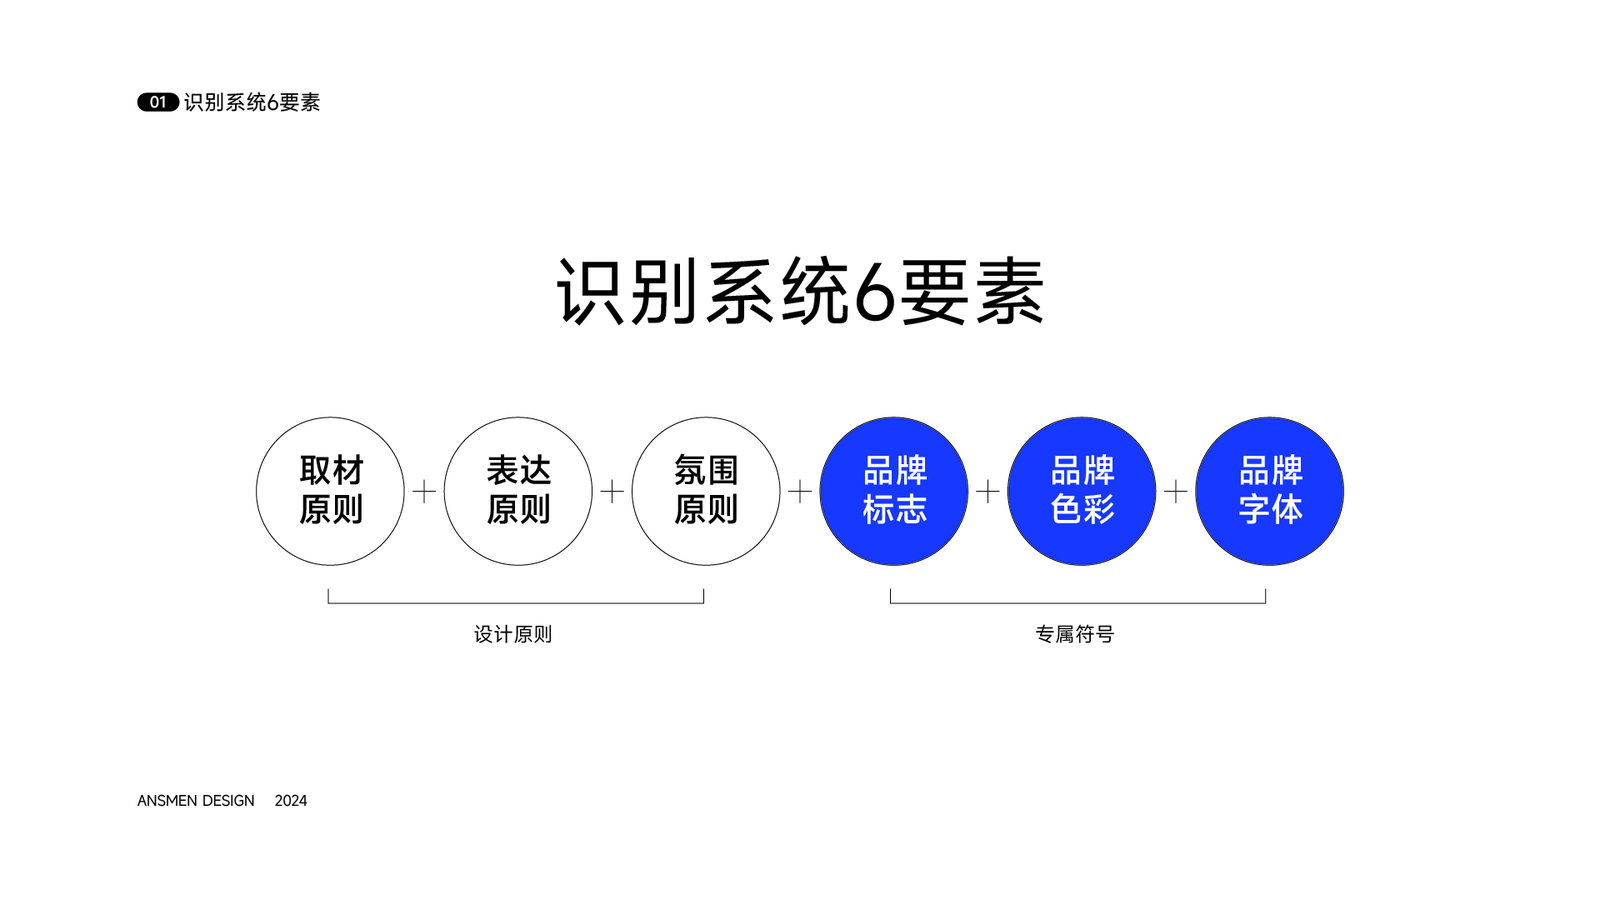 01 识别系统6要素
识别系统6要素
取材
原则
表达
原则
氛围
原则
品牌
标志
品牌
色彩
品牌
字体
设计原则
专属符号
ANSMEN DESIGN 2024